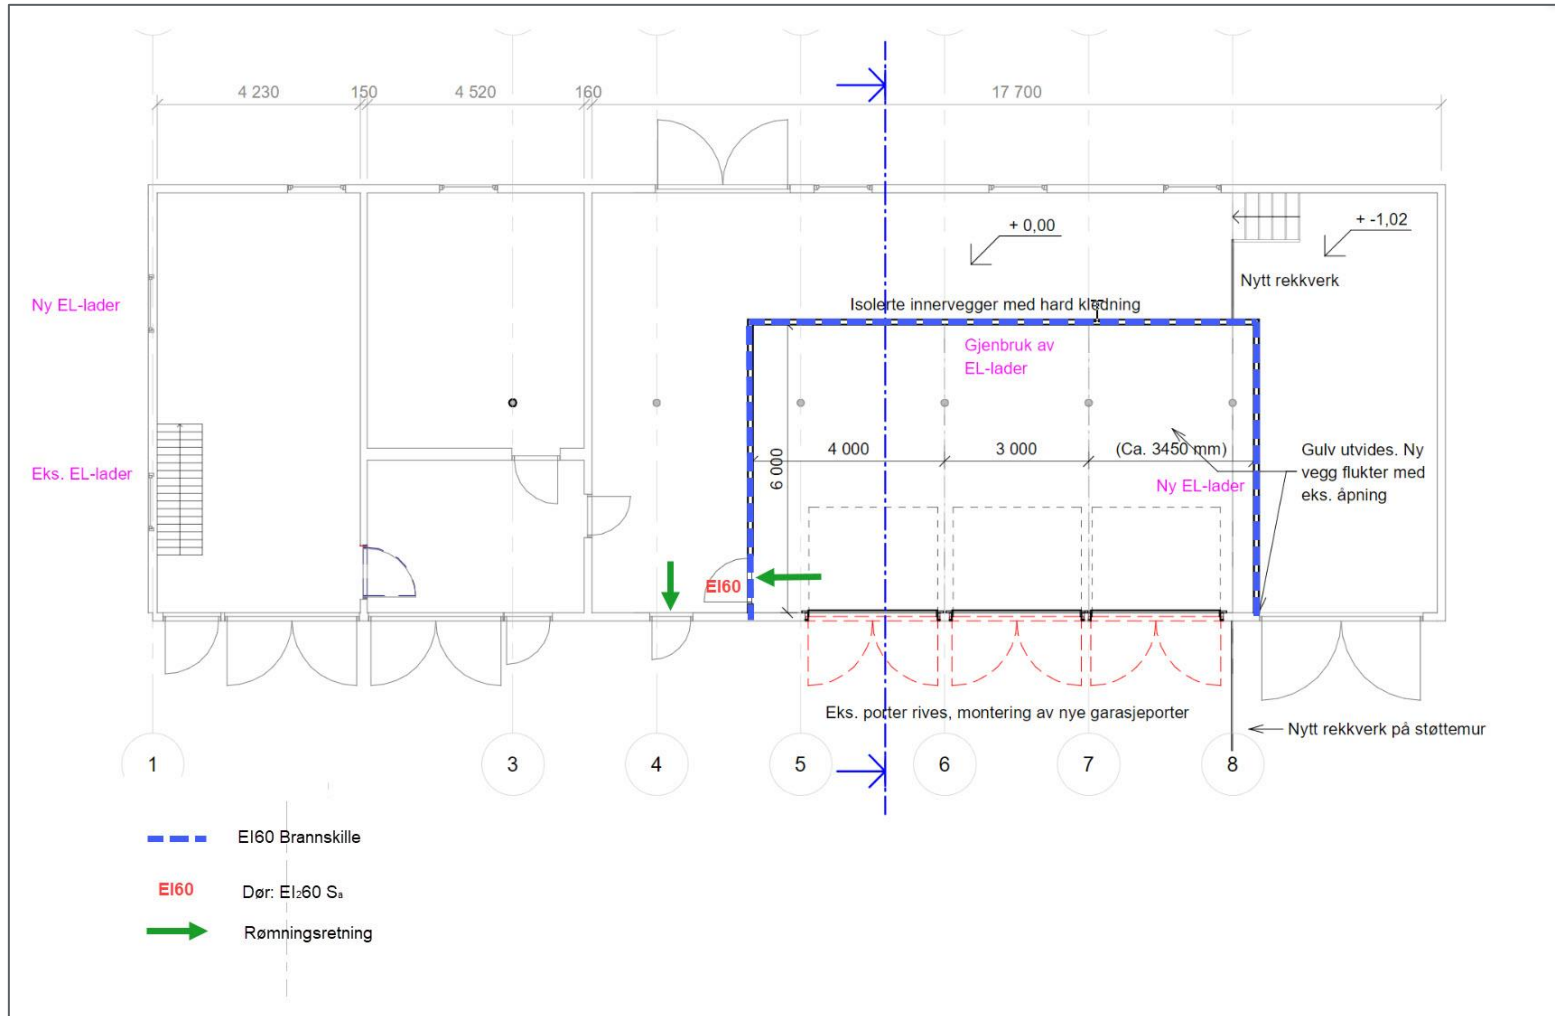 4 230
150
4 520
160
17 700
+ 0,00
+ -1,02
Nytt rekkverk
Ny EL-lader
Isolerte innervegger med hard kledning
Gjenbruk av
EL-lader
4 000
3 000
(Ca. 3450 mm)
6 000
Gulv utvides. Ny
vegg flukter med
eks. åpning
Eks. EL-lader
Ny EL-lader
EI60
Eks. porter rives, montering av nye garasjeporter
Nytt rekkverk på støttemur
1
3
4
5
6
7
8
EI60 Brannskille
EI60
Dør: EI₂60 Sₐ
Rømningsretning